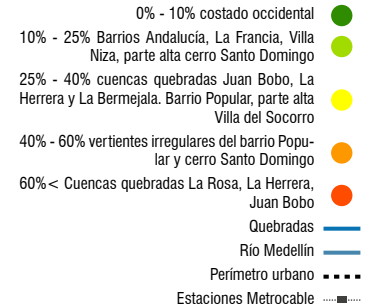 0% - 10% costado occidental
10% - 25% Barrios Andalucía, La Francia, Villa
Niza, parte alta cerro Santo Domingo
25% - 40% cuencas quebradas Juan Bobo, La
Herrera y La Bermejala. Barrio Popular, parte alta
Villa del Socorro
40% - 60% vertientes irregulares del barrio Popu-
lar y cerro Santo Domingo
60%< Cuencas quebradas La Rosa, La Herrera,
Juan Bobo
Quebradas
Río Medellín
Perímetro urbano
Estaciones Metrocable